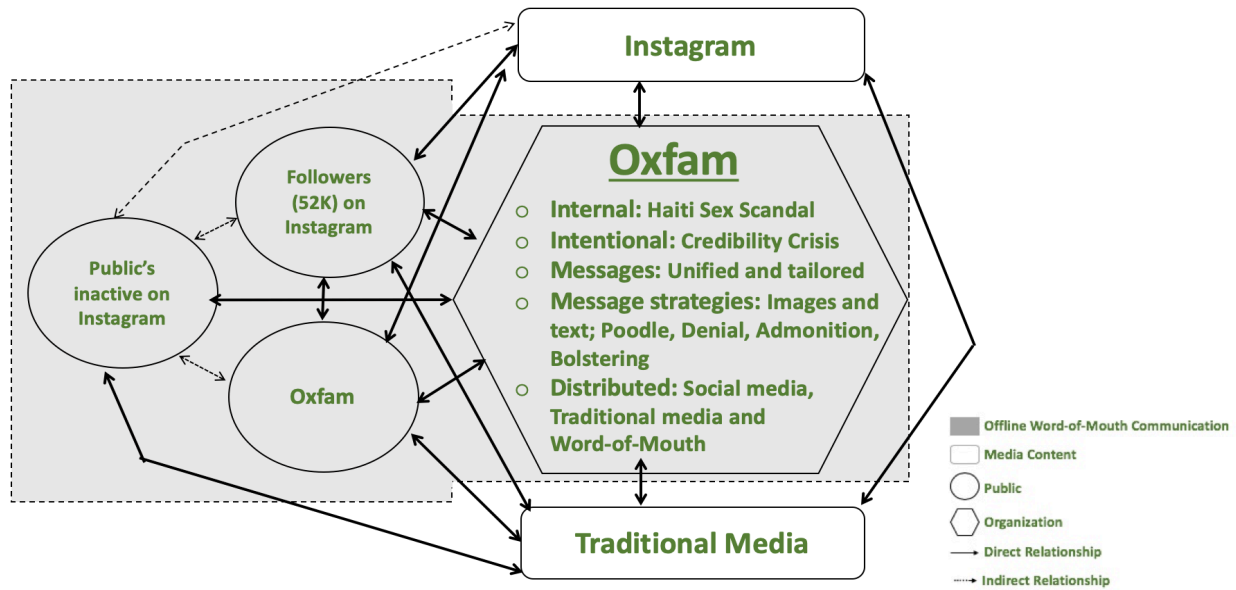 Instagram
Followers
(52K) on
Instagram
Public's
inactive on
Instagram
Oxfam
Oxfam
Internal: Haiti Sex Scandal
Intentional: Credibility Crisis
Messages: Unified and tailored
Message strategies: Images and
text; Poodle, Denial, Admonition,
Bolstering
Distributed: Social media,
Traditional media and
Word-of-Mouth
Traditional Media
Offline Word-of-Mouth Communication
Media Content
Public
Organization
Direct Relationship
Indirect Relationship